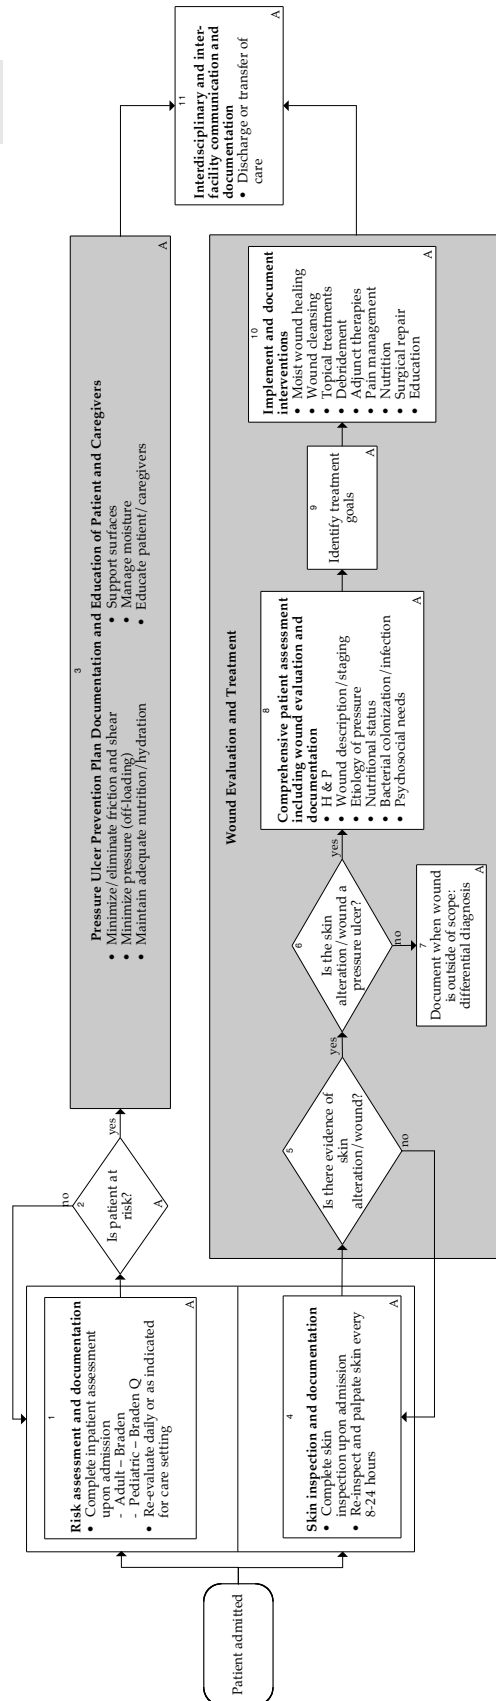 Patient admitted
1
Risk assessment and documentation
• Complete inpatient assessment
upon admission
- Adult – Braden
- Pediatric – Braden Q
• Re-evaluate daily or as indicated
for care setting
A
2
Is patient at
risk?
A
no
yes
3
Pressure Ulcer Prevention Plan Documentation and Education of Patient and Caregivers
• Minimize/eliminate friction and shear
• Minimize pressure (off-loading)
• Maintain adequate nutrition/hydration
• Support surfaces
• Manage moisture
• Educate patient/caregivers
A
4
Skin inspection and documentation
• Complete skin
inspection upon admission
• Re-inspect and palpate skin every
8-24 hours
A
Wound Evaluation and Treatment
5
Is there evidence of
skin
alteration/wound?
no
yes
6
Is the skin
alteration/wound a
pressure ulcer?
no
yes
7
Document when wound
is outside of scope:
differential diagnosis
A
8
Comprehensive patient assessment
including wound evaluation and
documentation
• H & P
• Wound description/staging
• Etiology of pressure
• Nutritional status
• Bacterial colonization/infection
• Psychosocial needs
A
9
Identify treatment
goals
A
10
Implement and document
interventions
• Moist wound healing
• Wound cleansing
• Topical treatments
• Debridement
• Adjunct therapies
• Pain management
• Nutrition
• Surgical repair
• Education
A
11
Interdisciplinary and inter-
facility communication and
documentation
• Discharge or transfer of
care
A